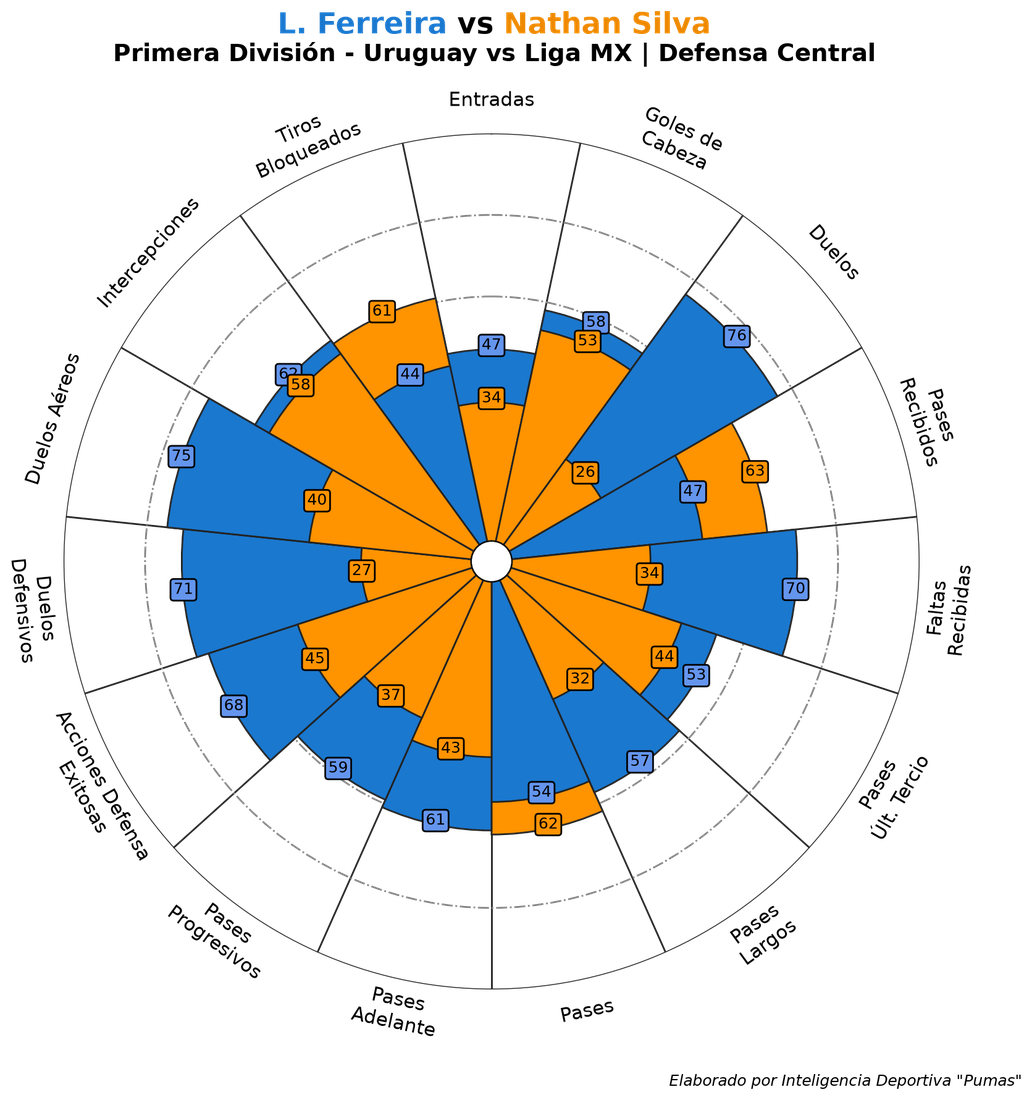 L. Ferreira vs Nathan Silva
Primera División - Uruguay vs Liga MX | Defensa Central
Entradas
47
34
Goles de
Cabeza
58
53
Duelos
76
26
Pases
Recibidos
47
63
Faltas
Recibidas
70
34
Pases
Últ. Tercio
53
44
Pases
Largos
57
32
Pases
54
62
Pases
Adelante
61
43
Pases
Progresivos
59
37
Acciones Defensa
Exitosas
68
45
Duelos
Defensivos
71
27
Duelos Aéreos
75
40
Intercepciones
62
58
Tiros
Bloqueados
61
44
Elaborado por Inteligencia Deportiva "Pumas"